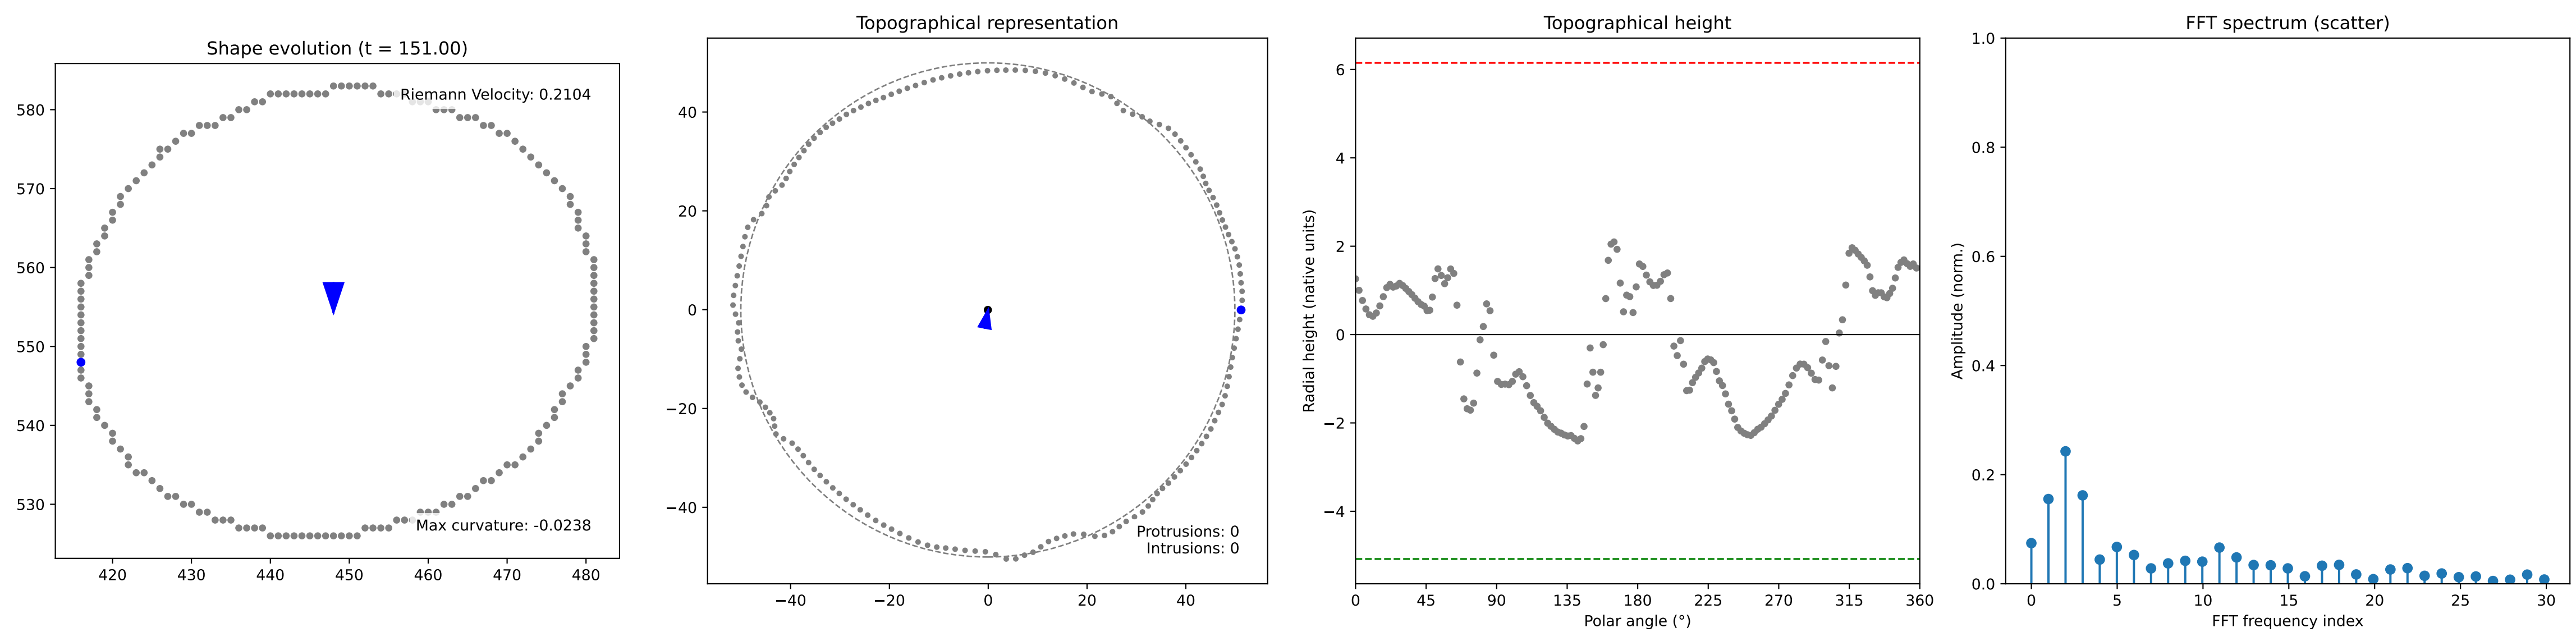 Shape evolution (t = 151.00)
Riemann Velocity: 0.2104
Max curvature: -0.0238
580
570
560
550
540
530
420 430 440 450 460 470 480
Topographical representation
40
20
0
−20
−40
−40 −20 0 20 40
Protrusions: 0
Intrusions: 0
Topographical height
Radial height (native units)
6
4
2
0
−2
−4
0 45 90 135 180 225 270 315 360
Polar angle (°)
FFT spectrum (scatter)
Amplitude (norm.)
1.0
0.8
0.6
0.4
0.2
0.0
0 5 10 15 20 25 30
FFT frequency index